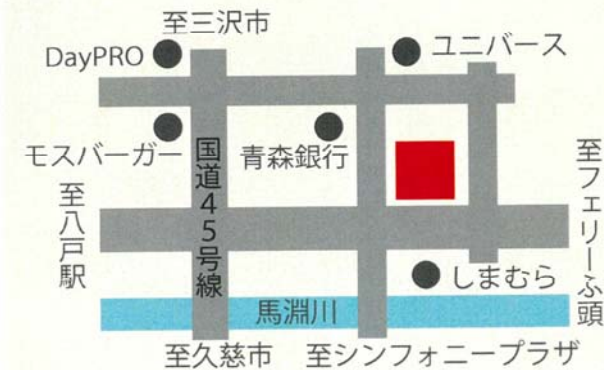 至三沢市
DayPRO
ユニバース
モスバーガー
国道45号線
青森銀行
至フェリーふ頭
至八戸駅
しまむら
馬淵川
至久慈市
至シンフォニープラザ